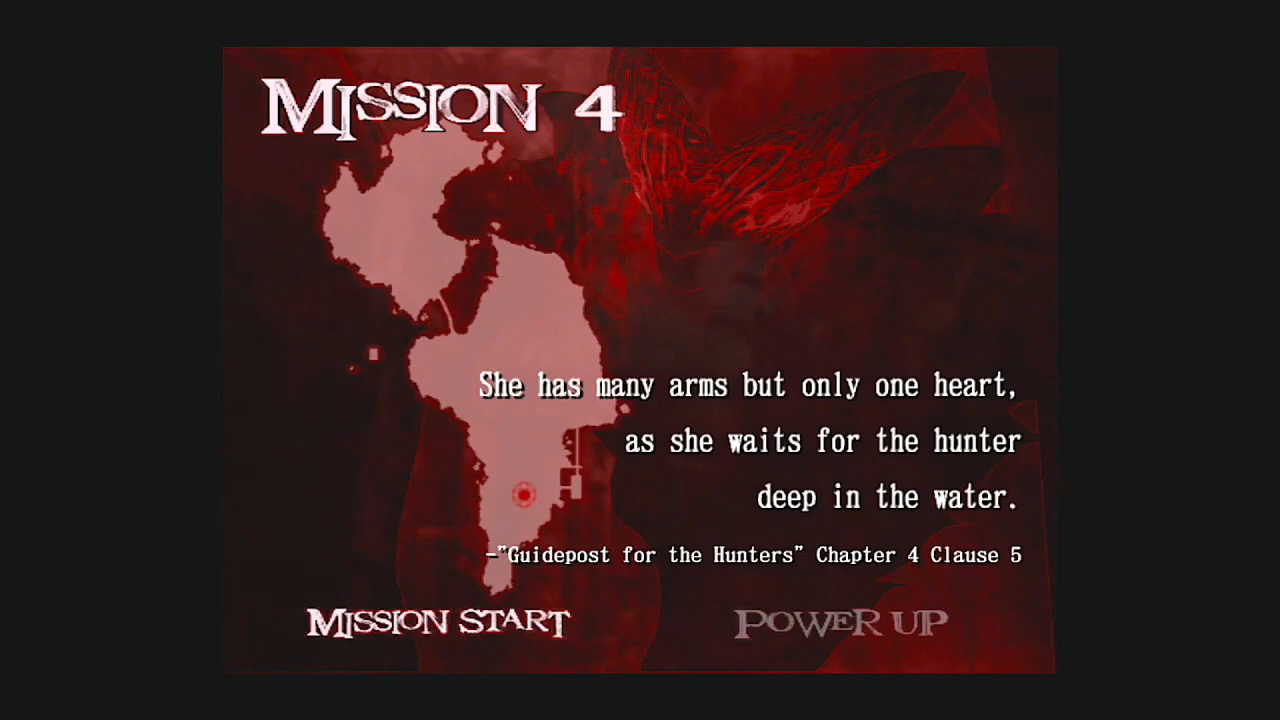 Mission 4
She has many arms but only one heart,
as she waits for the hunter
deep in the water.
-"Guidepost for the Hunters" Chapter 4 Clause 5
Mission Start
Power Up